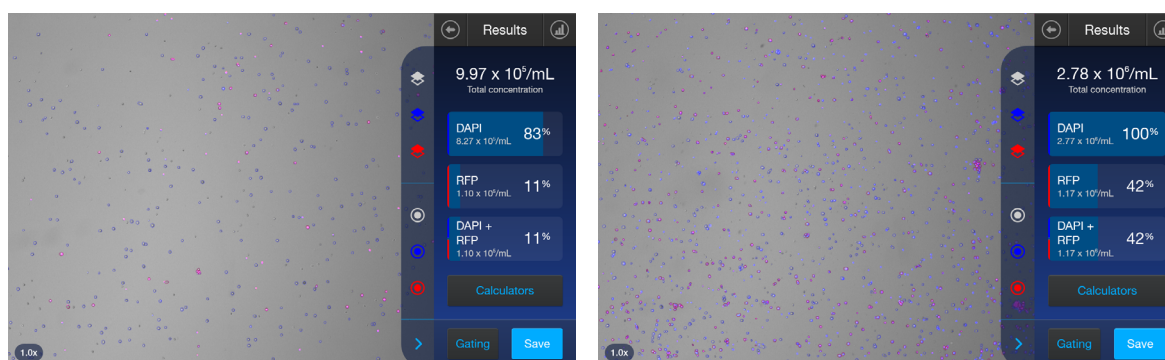 Results
9.97 x 10⁵/mL
Total concentration
DAPI
8.27 x 10⁵/mL
83%
RFP
1.10 x 10⁵/mL
11%
DAPI +
RFP
1.10 x 10⁵/mL
11%
Calculators
Gating
Save
1.0x
Results
2.78 x 10⁶/mL
Total concentration
DAPI
2.77 x 10⁶/mL
100%
RFP
1.17 x 10⁶/mL
42%
DAPI +
RFP
1.17 x 10⁶/mL
42%
Calculators
Gating
Save
1.0x